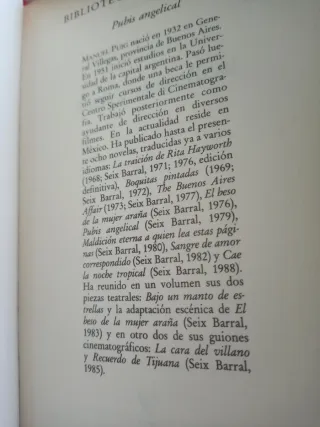 BIBLIOTE
Pubis angelical
MANUEL PUIG nació en 1932 en Gene-
ral Villegas, provincia de Buenos Aires.
En 1951 inició estudios en la Univer-
sidad de la capital argentina. Pasó lue-
go a Roma, donde una beca le permi-
tió seguir cursos de dirección en el
Centro Sperimentale di Cinematogra-
fia. Trabajó posteriormente como
ayudante de dirección en diversos
filmes. En la actualidad reside en
México. Ha publicado hasta el presen-
te ocho novelas, traducidas ya a varios
idiomas: La traición de Rita Hayworth
(1968; Seix Barral, 1971; 1976, edición
definitiva), Boquitas pintadas (1969;
Seix Barral, 1972), The Buenos Aires
Affair (1973; Seix Barral, 1977), El beso
de la mujer araña (Seix Barral, 1976),
Pubis angelical (Seix Barral, 1979),
Maldición eterna a quien lea estas pági-
nas (Seix Barral, 1980), Sangre de amor
correspondido (Seix Barral, 1982) y Cae
la noche tropical (Seix Barral, 1988).
Ha reunido en un volumen sus dos
piezas teatrales: Bajo un manto de es-
trellas y la adaptación escénica de El
beso de la mujer araña (Seix Barral,
1983) y en otro dos de sus guiones
cinematográficos: La cara del villano
y Recuerdo de Tijuana (Seix Barral,
1985).